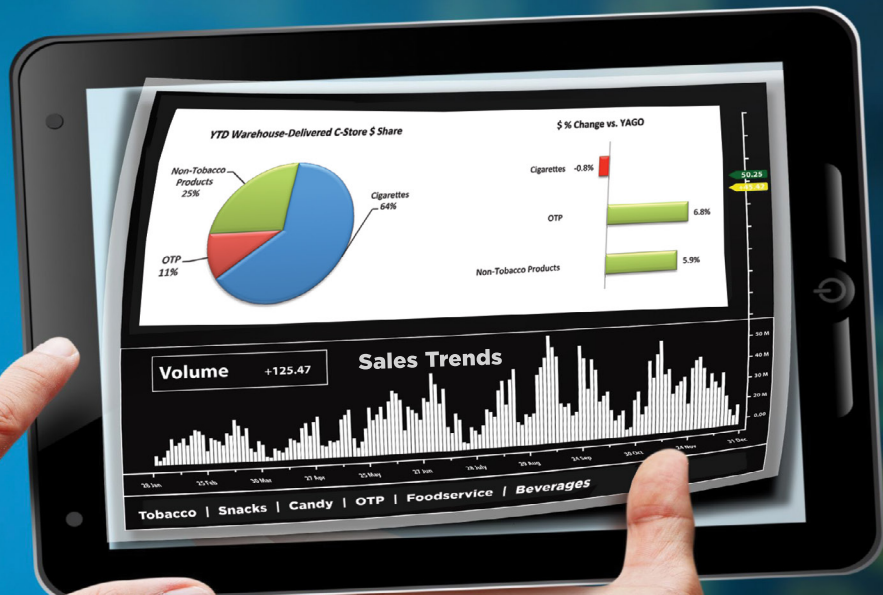 YTD Warehouse-Delivered C-Store $ Share
Non-Tobacco
Products
25%
Cigarettes
64%
OTP
11%
$ % Change vs. YAGO
Cigarettes -0.8%
OTP 6.8%
Non-Tobacco Products 5.9%
50.25
Volume +125.47
Sales Trends
50 M
40 M
30 M
20 M
0.00
28 Jan 25 Feb 30 Mar 27 Apr 25 May 27 Jun 28 July 29 Aug 24 Sep 30 Oct 24 Nov 31 Dec
Tobacco | Snacks | Candy | OTP | Foodservice | Beverages